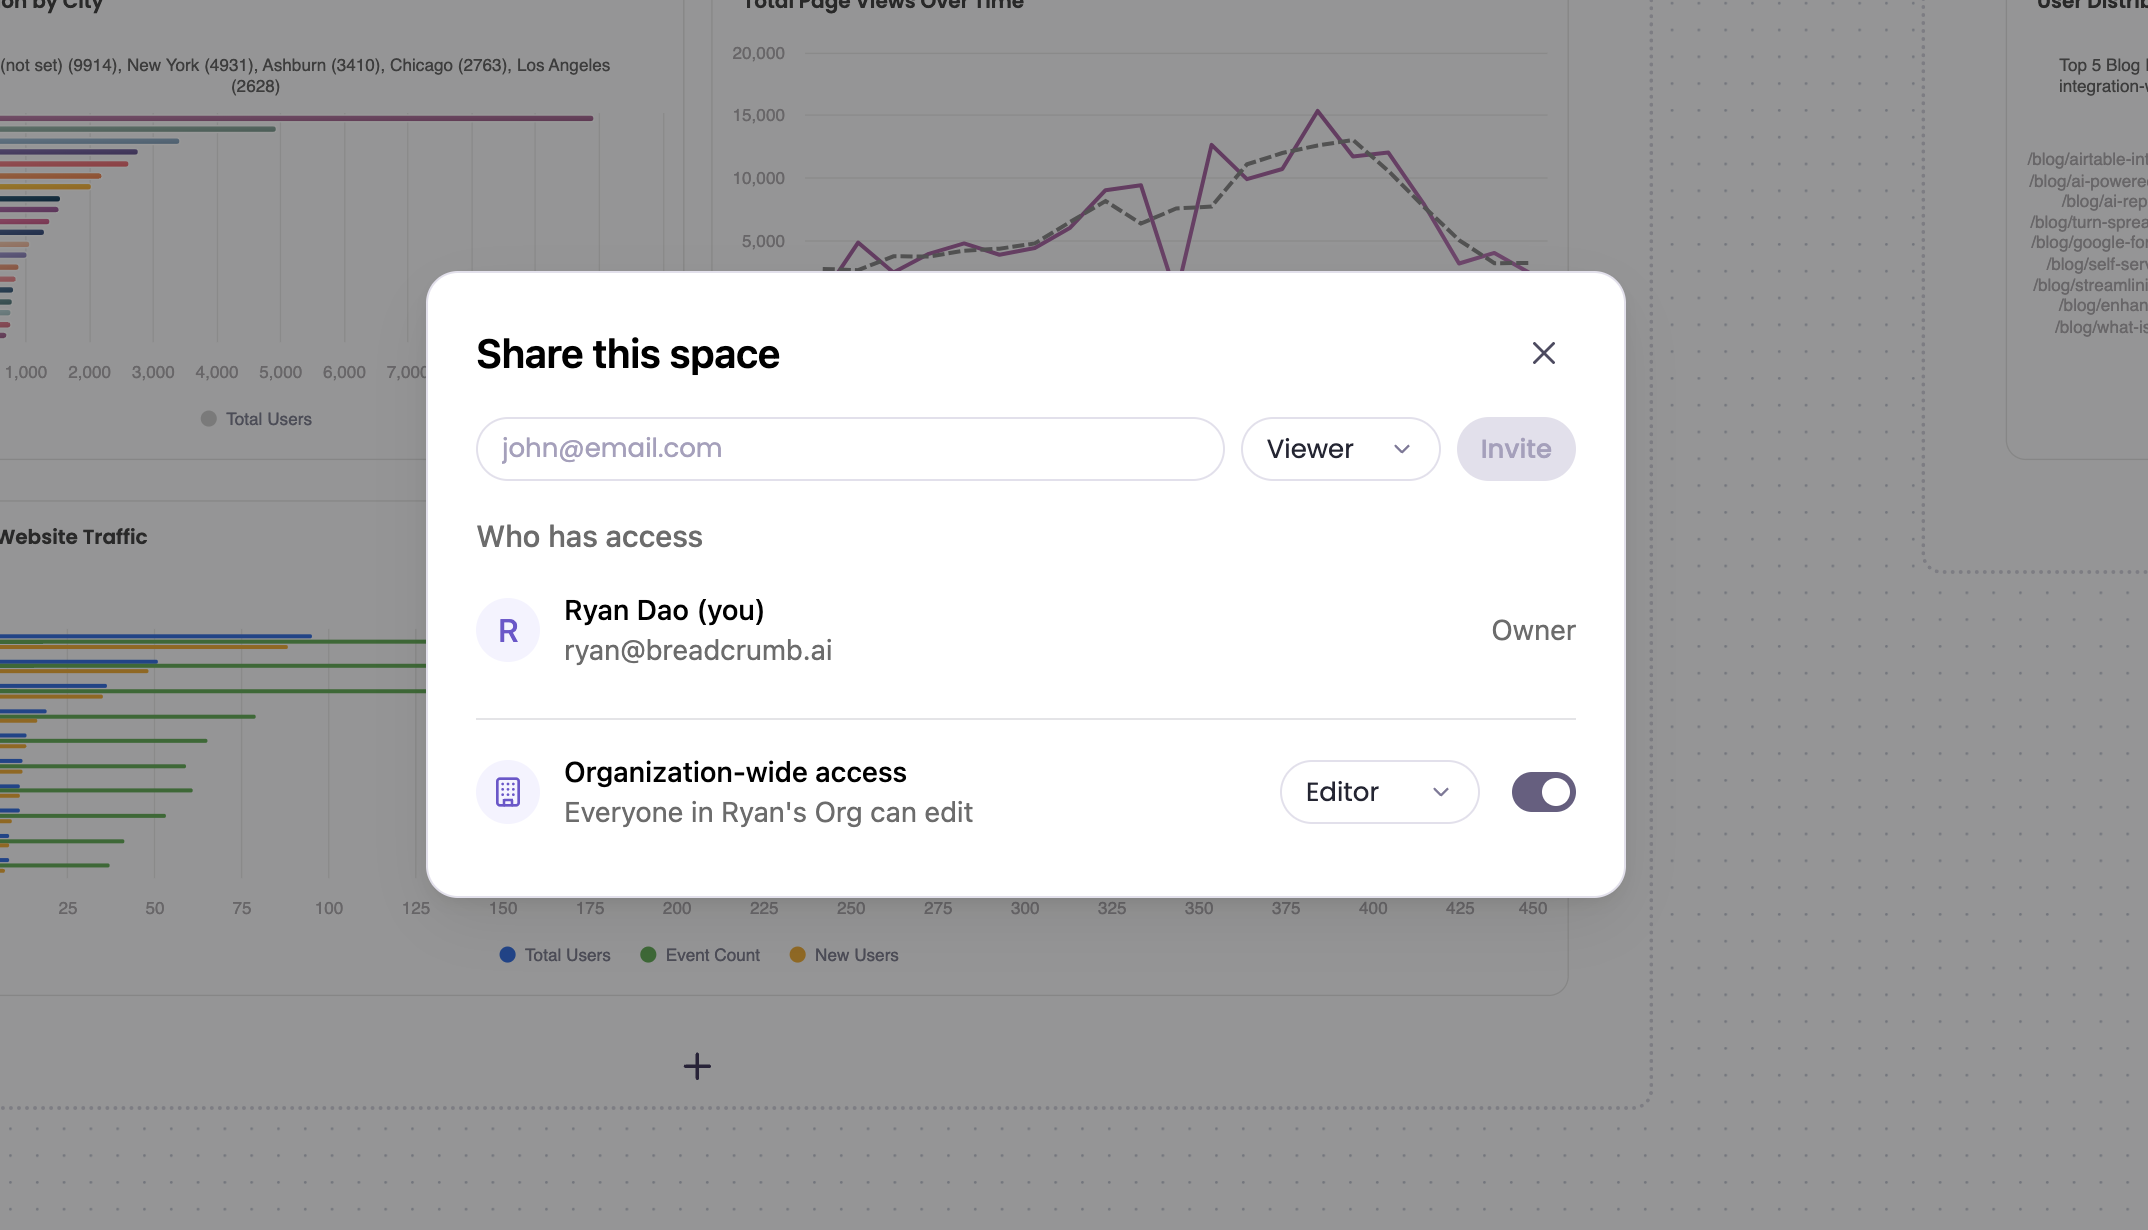 on by City
Total Page Views Over Time
(not set) (9914), New York (4931), Ashburn (3410), Chicago (2763), Los Angeles
(2628)
1,000 2,000 3,000 4,000 5,000 6,000 7,000
Total Users
20,000
15,000
10,000
5,000
Top 5 Blog
integration-
/blog/airtable-int
/blog/ai-powere
/blog/ai-rep
/blog/turn-sprea
/blog/google-for
/blog/self-serv
/blog/streamlini
/blog/enhan
/blog/what-is
User Distrib
Share this space
john@email.com
Viewer
Invite
Who has access
R
Ryan Dao (you)
ryan@breadcrumb.ai
Owner
Organization-wide access
Everyone in Ryan's Org can edit
Editor
Website Traffic
25 50 75 100 125 150 175 200 225 250 275 300 325 350 375 400 425 450
Total Users Event Count New Users